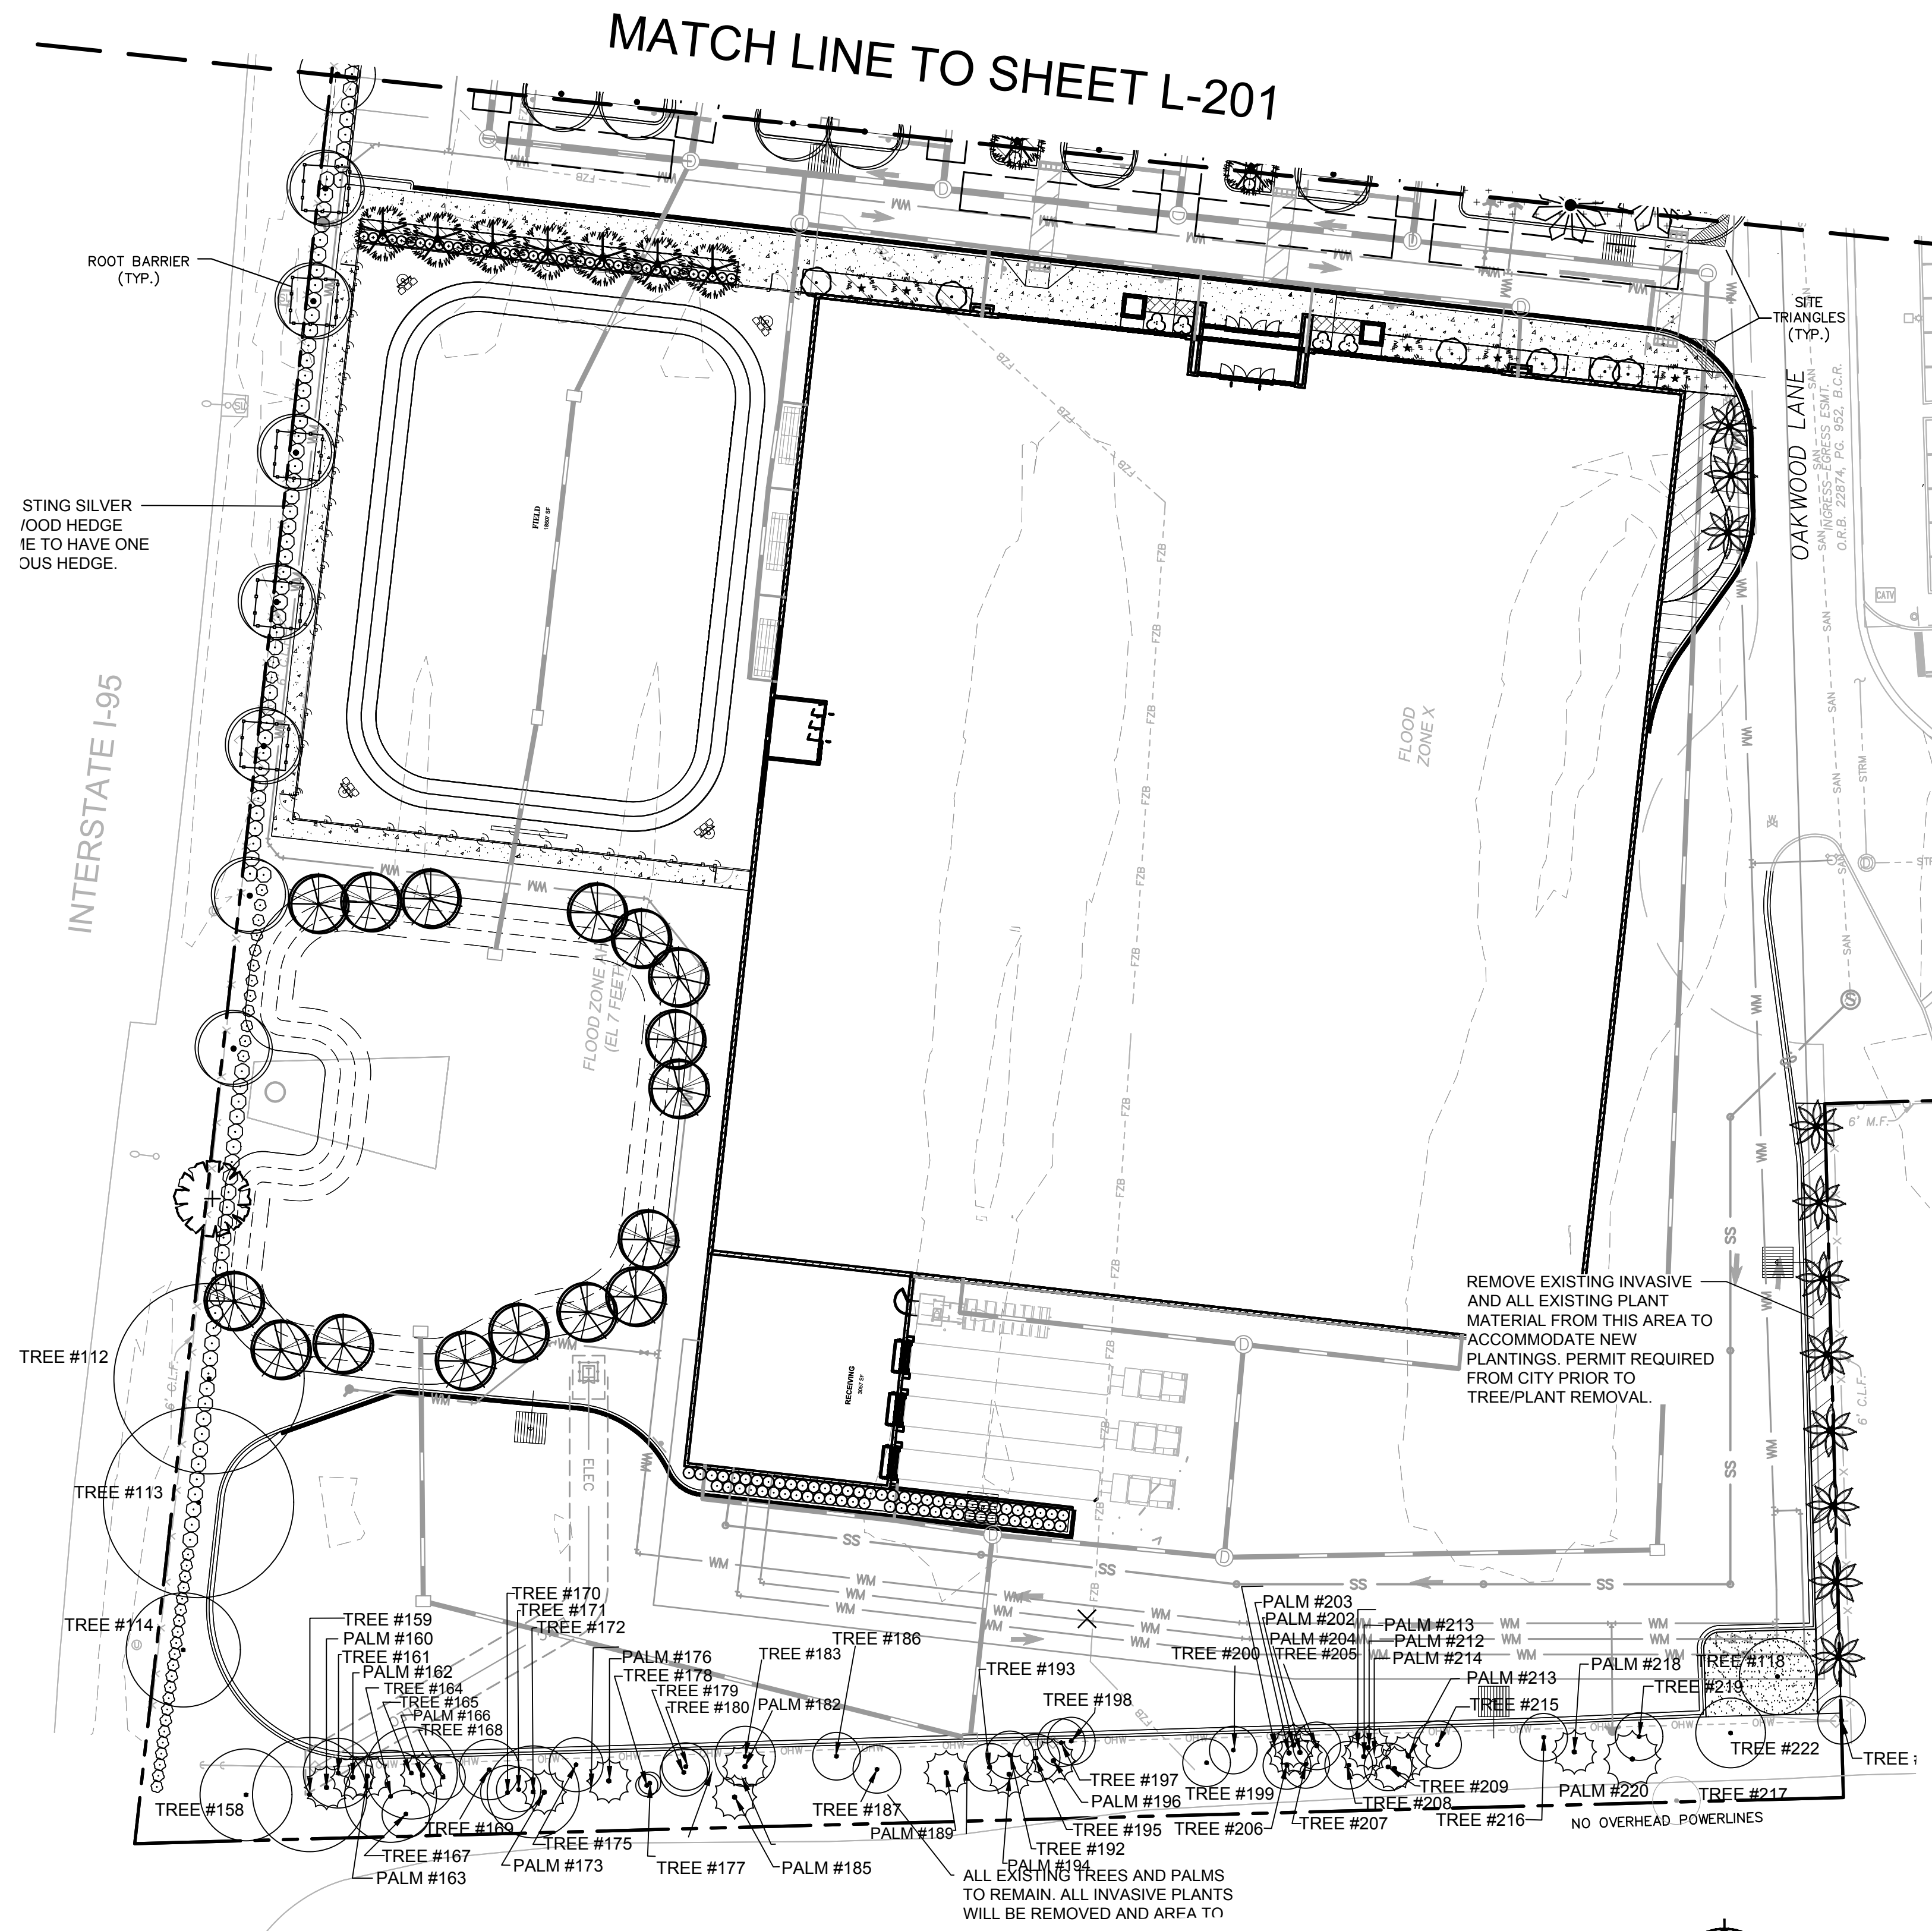 MATCH LINE TO SHEET L-201
ROOT BARRIER
(TYP.)
SITE
TRIANGLES
(TYP.)
OAKWOOD LANE
INGRESS-EGRESS ESMT.
O.R.B. 22874, PG. 952, B.C.R.
STING SILVER
OOD HEDGE
TO HAVE ONE
OUS HEDGE.
INTERSTATE I-95
FIELD
CATV
FLOOD
ZONE X
FLOOD ZONE AH
(EL 7 FEET)
6' M.F.
6' C.L.F.
6' C.L.F.
REMOVE EXISTING INVASIVE
AND ALL EXISTING PLANT
MATERIAL FROM THIS AREA TO
ACCOMMODATE NEW
PLANTINGS. PERMIT REQUIRED
FROM CITY PRIOR TO
TREE/PLANT REMOVAL.
RECEIVING
3057 SF
ELEC
TREE #112
TREE #113
TREE #114
TREE #158
TREE #159
PALM #160
TREE #161
PALM #162
TREE #164
TREE #165
PALM #166
TREE #168
TREE #170
TREE #171
TREE #172
PALM #176
TREE #178
TREE #179
TREE #180
TREE #183
PALM #182
TREE #186
TREE #193
TREE #198
TREE #200
PALM #203
PALM #202
PALM #204
TREE #205
PALM #213
PALM #212
PALM #214
PALM #213
TREE #215
PALM #218
TREE #118
TREE #219
TREE #222
TREE
TREE #169
TREE #167
PALM #163
TREE #175
PALM #173
TREE #177
PALM #185
TREE #187
PALM #189
TREE #197
PALM #196
TREE #195
TREE #192
PALM #194
TREE #199
TREE #206
TREE #207
TREE #208
TREE #209
TREE #216
PALM #220
TREE #217
NO OVERHEAD POWERLINES
ALL EXISTING TREES AND PALMS
TO REMAIN. ALL INVASIVE PLANTS
WILL BE REMOVED AND AREA TO